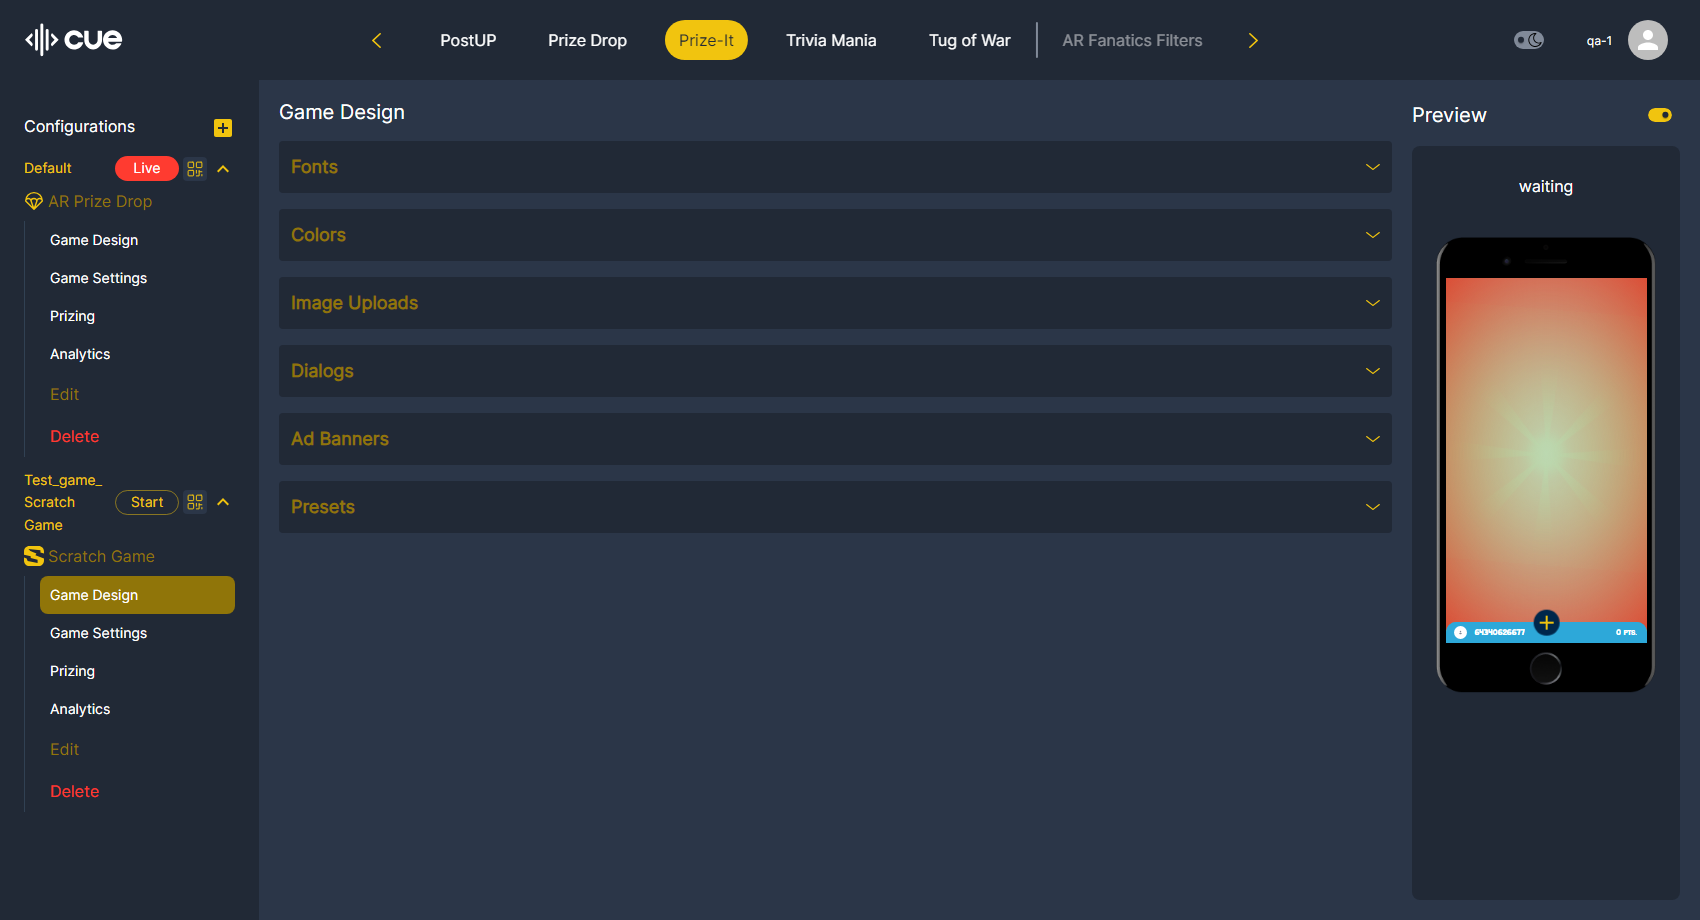 cue
PostUP
Prize Drop
Prize-It
Trivia Mania
Tug of War
AR Fanatics Filters
qa-1
Configurations
Default
Live
AR Prize Drop
Game Design
Game Settings
Prizing
Analytics
Edit
Delete
Test_game_
Scratch
Game
Start
Scratch Game
Game Design
Game Settings
Prizing
Analytics
Edit
Delete
Game Design
Fonts
Colors
Image Uploads
Dialogs
Ad Banners
Presets
Preview
waiting
0 PTS.